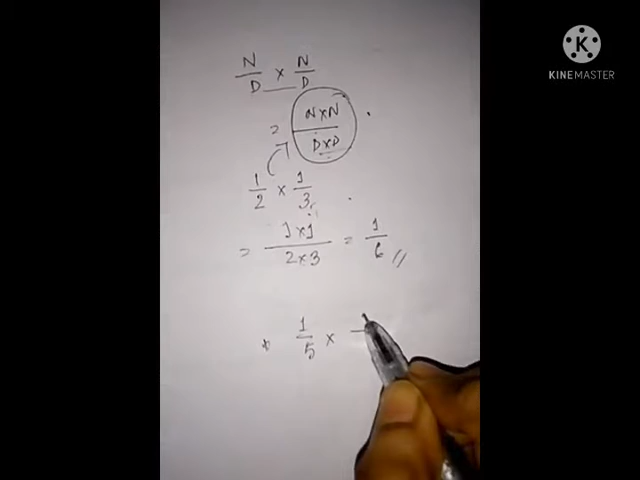 N/D × N/D
= N×N/D×D
1/2 × 1/3
= 1×1/2×3 = 1/6 //
* 1/5 ×
KINEMASTER